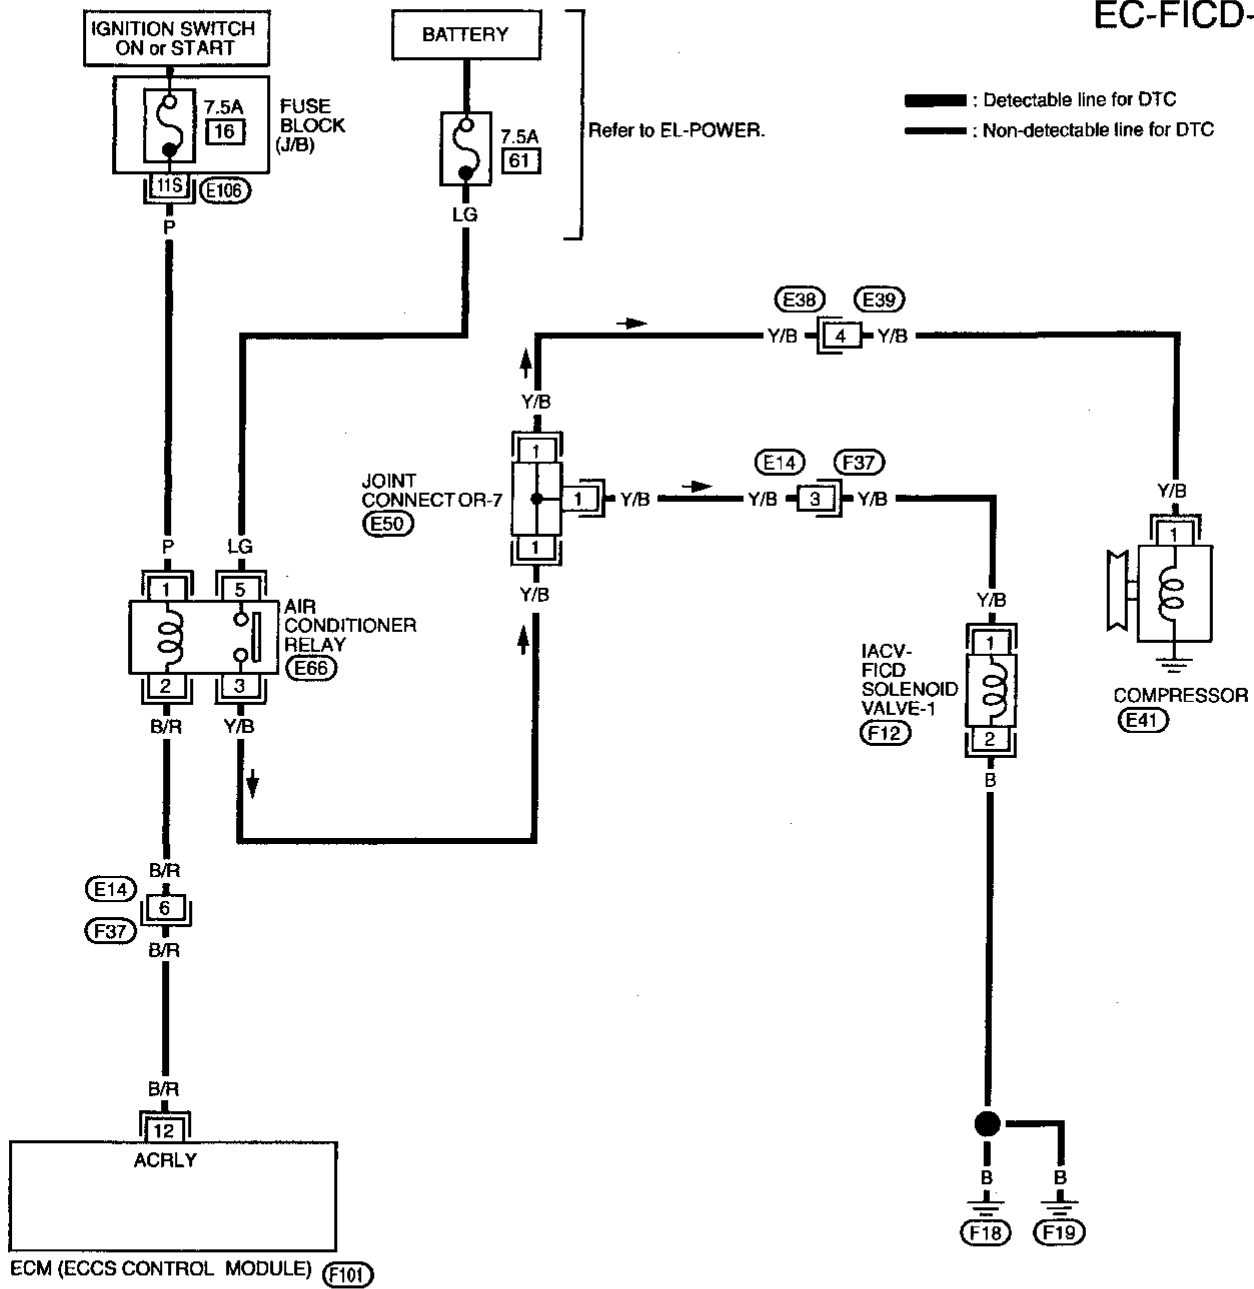 EC-FICD-
IGNITION SWITCH
ON or START
BATTERY
7.5A
16
FUSE
BLOCK
(J/B)
7.5A
61
Refer to EL-POWER.
: Detectable line for DTC
: Non-detectable line for DTC
11S
E106
P
LG
E38
E39
Y/B
4
Y/B
Y/B
1
JOINT
CONNECTOR-7
E50
1
Y/B
E14
F37
Y/B
3
Y/B
1
Y/B
Y/B
1
P
LG
1
5
AIR
CONDITIONER
RELAY
E66
2
3
B/R
Y/B
Y/B
1
IACV-
FICD
SOLENOID
VALVE-1
F12
2
B
COMPRESSOR
E41
B/R
E14
6
F37
B/R
B/R
12
ACRLY
ECM (ECCS CONTROL MODULE)
F101
B
B
F18
F19